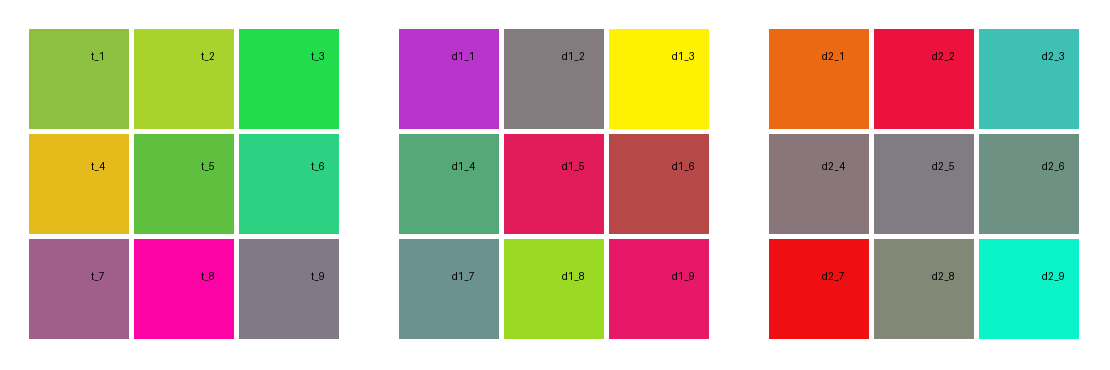 t_1 t_2 t_3 d1_1 d1_2 d1_3 d2_1 d2_2 d2_3
t_4 t_5 t_6 d1_4 d1_5 d1_6 d2_4 d2_5 d2_6
t_7 t_8 t_9 d1_7 d1_8 d1_9 d2_7 d2_8 d2_9